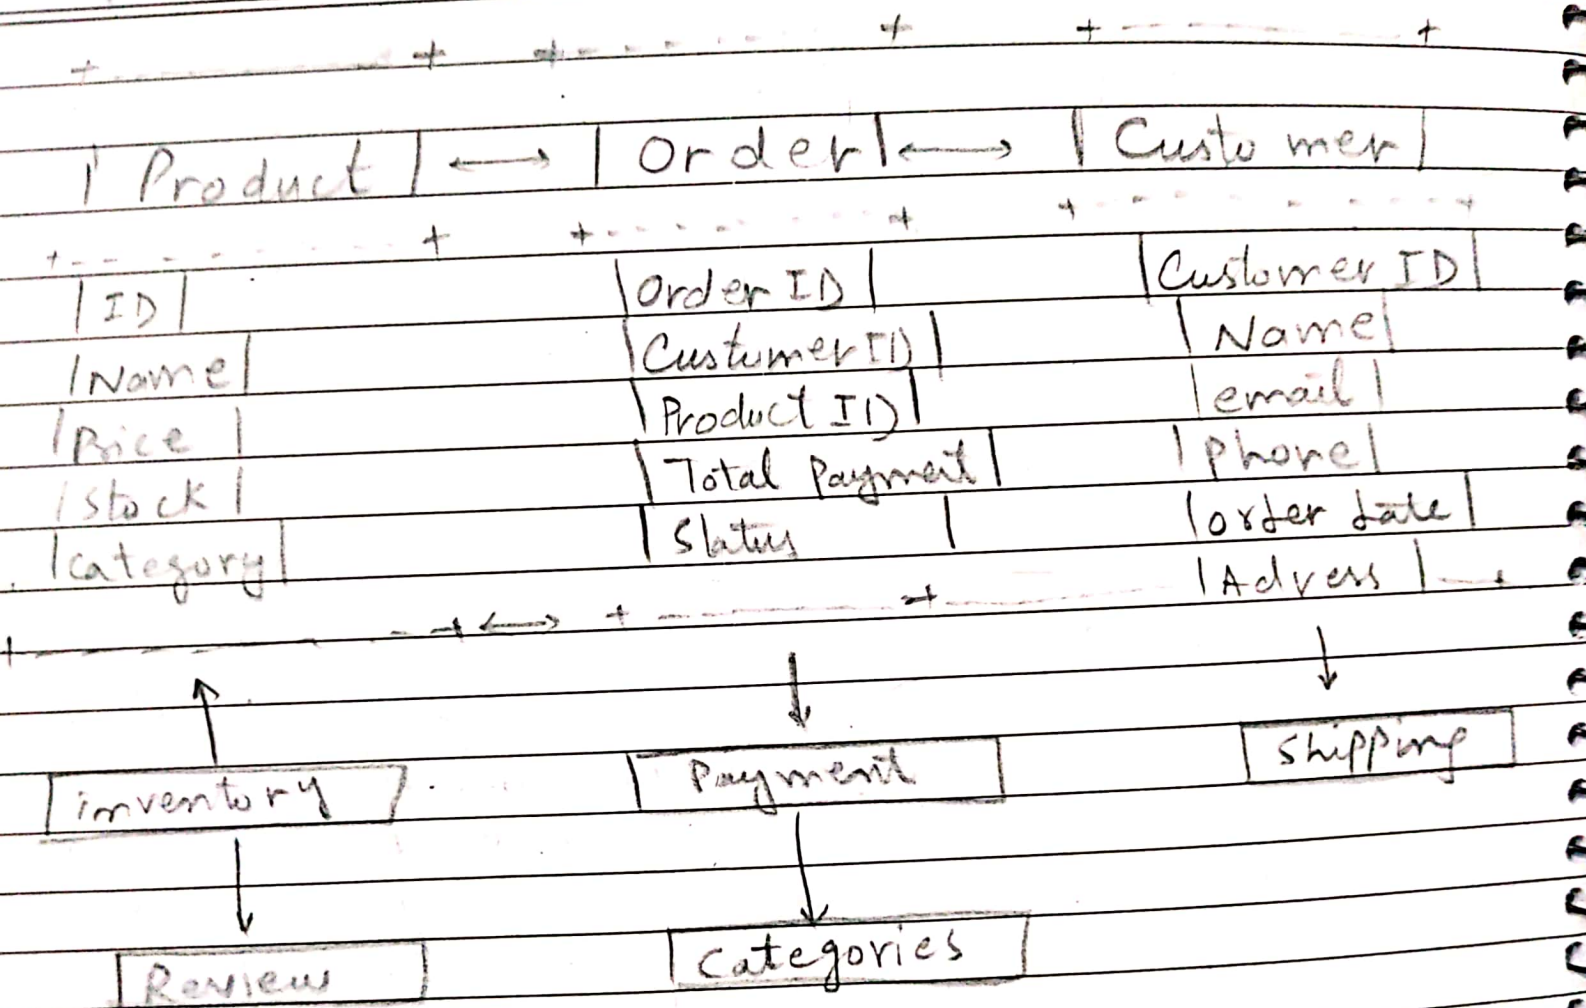 Product ↔ Order ↔ Customer
ID
Name
Price
Stock
Category
Order ID
Custumer ID
Product ID
Total Payment
Status
Customer ID
Name
email
Phone
order date
Adress
inventory
Payment
Shipping
Review
Categories